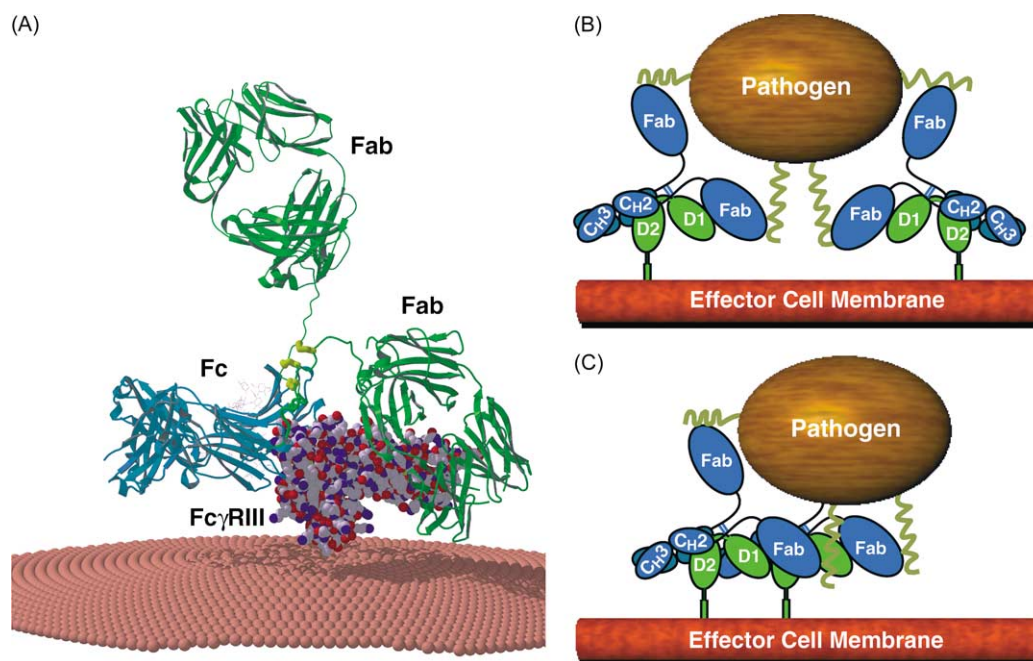 (A)
Fab
Fab
Fc
FcγRIII
(B)
Pathogen
Fab
Fab
CH3
CH2
D2
D1
Fab
Fab
D1
D2
CH2
CH3
Effector Cell Membrane
(C)
Pathogen
Fab
CH3
CH2
D2
D1
Fab
Fab
Effector Cell Membrane